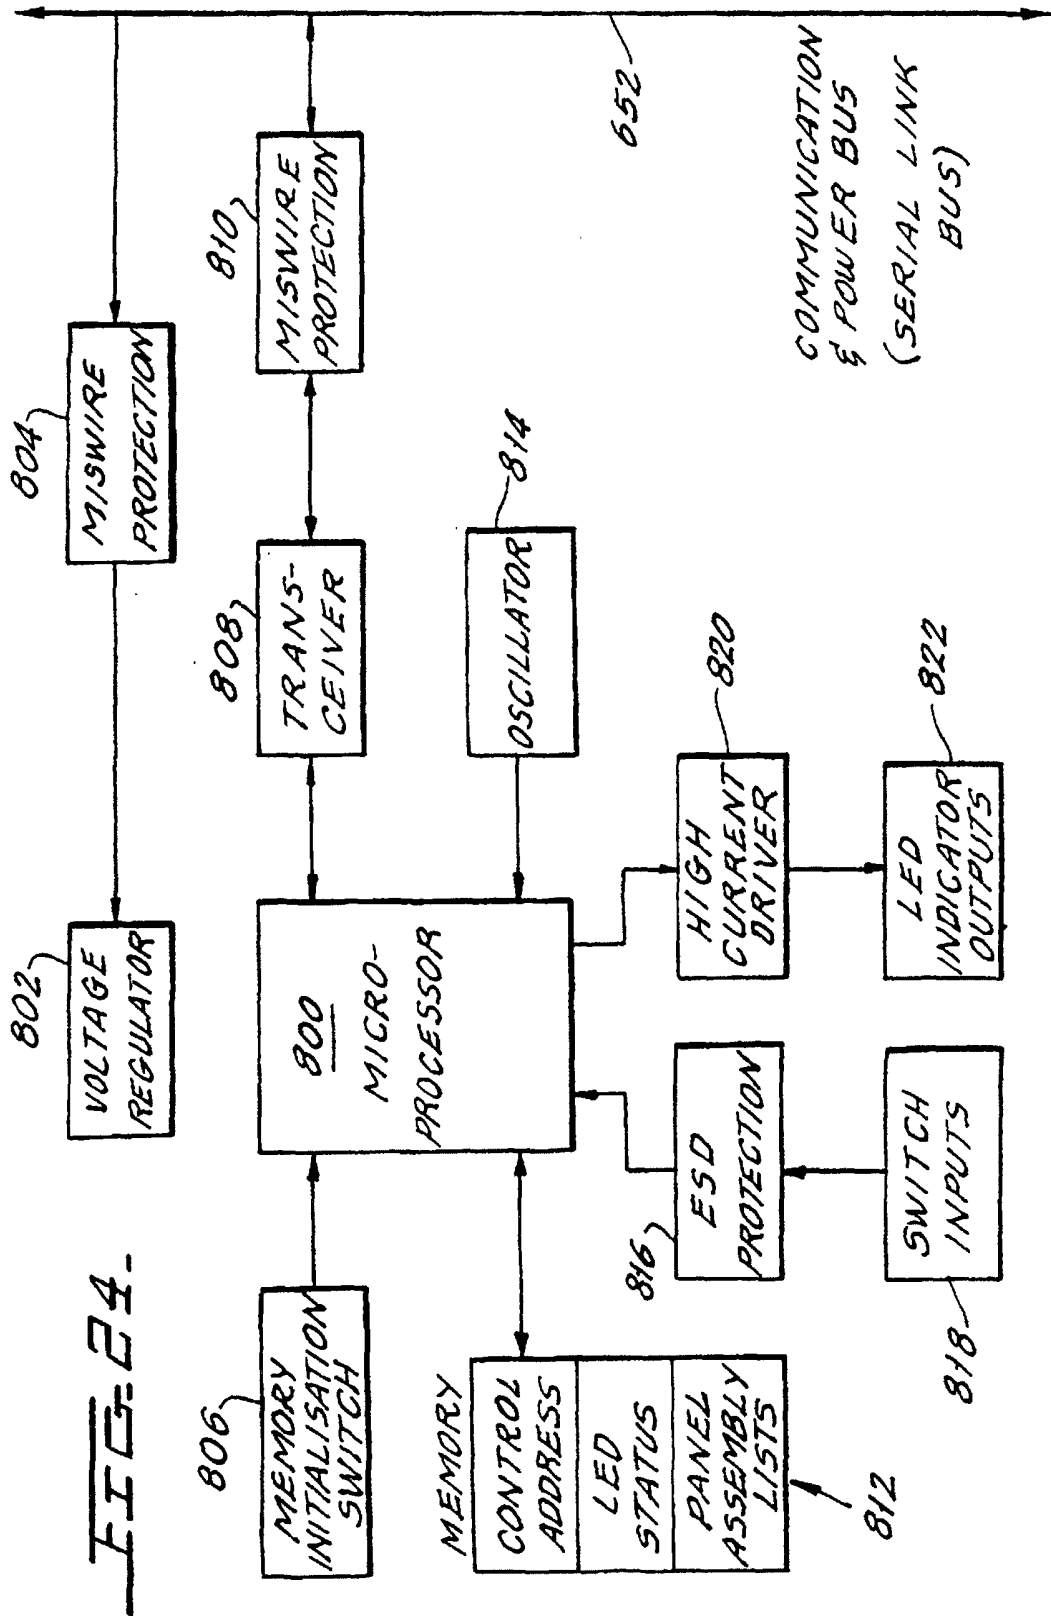 FIG. 24.
802
VOLTAGE
REGULATOR
804
MISWIRE
PROTECTION
806
MEMORY
INITIALISATION
SWITCH
800
MICRO-
PROCESSOR
808
TRANS-
CEIVER
810
MISWIRE
PROTECTION
MEMORY
CONTROL
ADDRESS
LED
STATUS
PANEL
ASSEMBLY
LISTS
812
OSCILLATOR
814
816
ESD
PROTECTION
HIGH
CURRENT
DRIVER
820
818
SWITCH
INPUTS
LED
INDICATOR
OUTPUTS
822
652
COMMUNICATION
& POWER BUS
(SERIAL LINK
BUS)